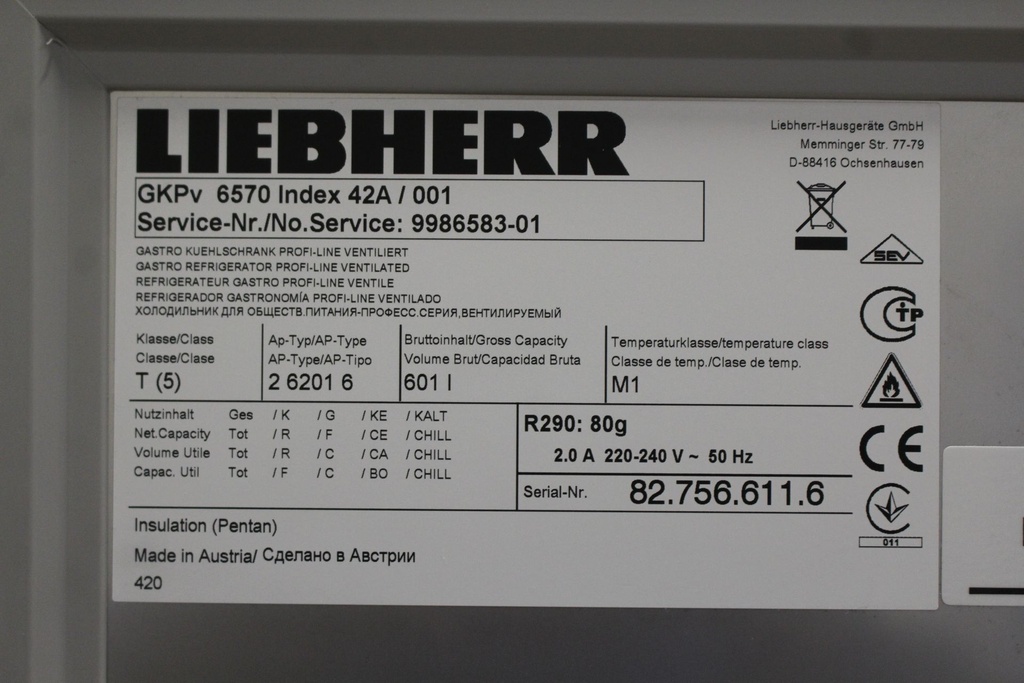 LIEBHERR
Liebherr-Hausgeräte GmbH
Memminger Str. 77-79
D-88416 Ochsenhausen
GKPv 6570 Index 42A / 001
Service-Nr./No.Service: 9986583-01
GASTRO KUEHLSCHRANK PROFI-LINE VENTILIERT
GASTRO REFRIGERATOR PROFI-LINE VENTILATED
REFRIGERATEUR GASTRO PROFI-LINE VENTILE
REFRIGERADOR GASTRONOMÍA PROFI-LINE VENTILADO
ХОЛОДИЛЬНИК ДЛЯ ОБЩЕСТВ.ПИТАНИЯ-ПРОФЕСС.СЕРИЯ,ВЕНТИЛИРУЕМЫЙ
SEV
Klasse/Class
Classe/Clase
T (5)
Ap-Typ/AP-Type
AP-Type/AP-Tipo
2 6201 6
Bruttoinhalt/Gross Capacity
Volume Brut/Capacidad Bruta
601 l
Temperaturklasse/temperature class
Classe de temp./Clase de temp.
M1
Nutzinhalt Ges / K / G / KE / KALT
Net.Capacity Tot / R / F / CE / CHILL
Volume Utile Tot / R / C / CA / CHILL
Capac. Util Tot / F / C / BO / CHILL
R290: 80g
2.0 A 220-240 V ~ 50 Hz
Serial-Nr. 82.756.611.6
CE
011
Insulation (Pentan)
Made in Austria/ Сделано в Австрии
420